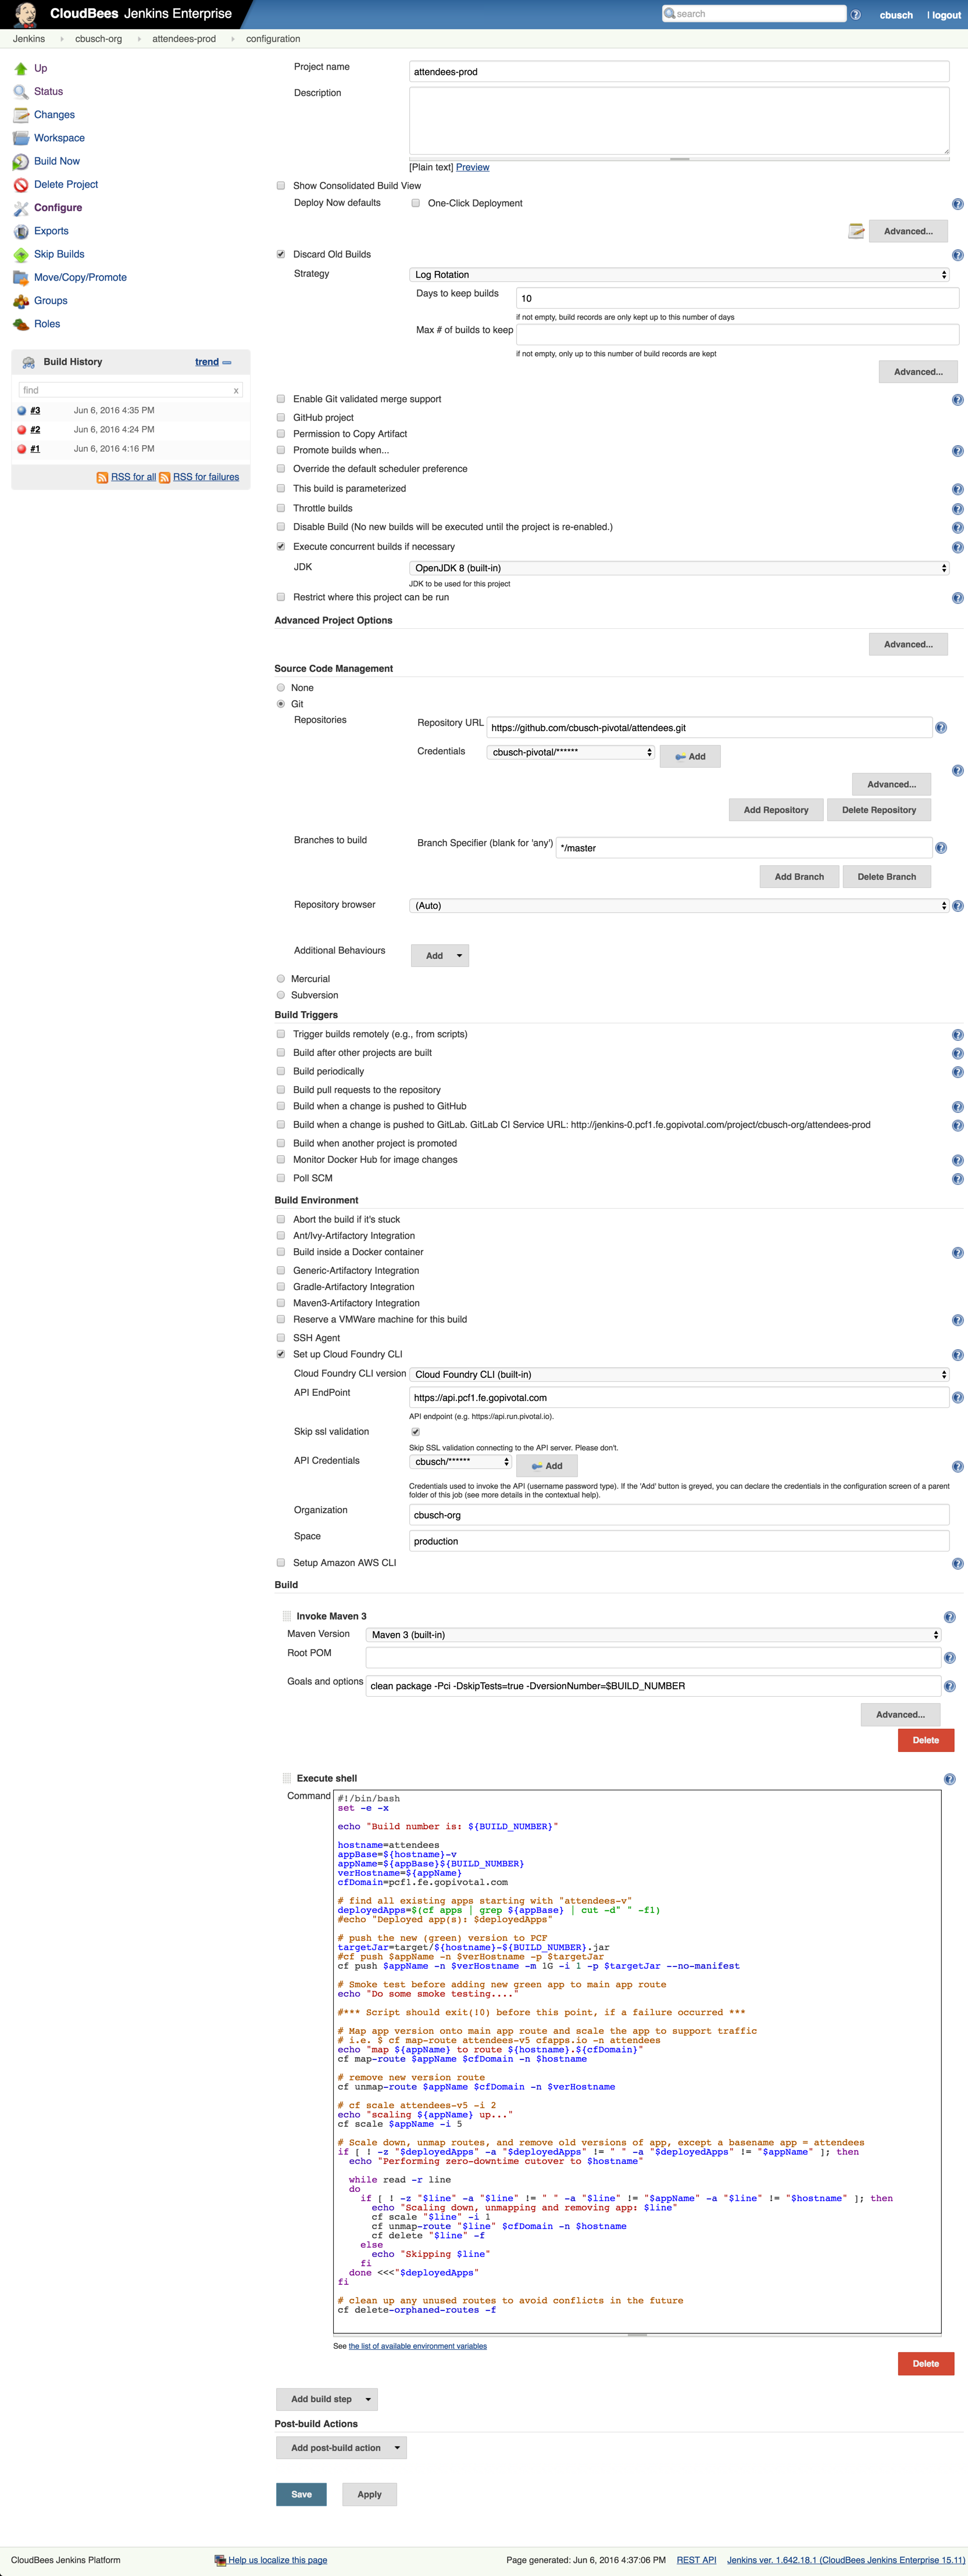 CloudBees Jenkins Enterprise
search
cbusch
| logout
Jenkins
cbusch-org
attendees-prod
configuration
Up
Status
Changes
Workspace
Build Now
Delete Project
Configure
Exports
Skip Builds
Move/Copy/Promote
Groups
Roles
Build History trend
find x
#3 Jun 6, 2016 4:35 PM
#2 Jun 6, 2016 4:24 PM
#1 Jun 6, 2016 4:16 PM
RSS for all RSS for failures
Project name attendees-prod
Description
[Plain text] Preview
Show Consolidated Build View
Deploy Now defaults One-Click Deployment
Advanced...
Discard Old Builds
Strategy Log Rotation
Days to keep builds 10
if not empty, build records are only kept up to this number of days
Max # of builds to keep
if not empty, only up to this number of build records are kept
Advanced...
Enable Git validated merge support
GitHub project
Permission to Copy Artifact
Promote builds when...
Override the default scheduler preference
This build is parameterized
Throttle builds
Disable Build (No new builds will be executed until the project is re-enabled.)
Execute concurrent builds if necessary
JDK OpenJDK 8 (built-in)
JDK to be used for this project
Restrict where this project can be run
Advanced Project Options
Advanced...
Source Code Management
None
Git
Repositories Repository URL https://github.com/cbusch-pivotal/attendees.git
Credentials cbusch-pivotal/****** Add
Advanced...
Add Repository Delete Repository
Branches to build Branch Specifier (blank for 'any') */master
Add Branch Delete Branch
Repository browser (Auto)
Additional Behaviours Add
Mercurial
Subversion
Build Triggers
Trigger builds remotely (e.g., from scripts)
Build after other projects are built
Build periodically
Build pull requests to the repository
Build when a change is pushed to GitHub
Build when a change is pushed to GitLab. GitLab CI Service URL: http://jenkins-0.pcf1.fe.gopivotal.com/project/cbusch-org/attendees-prod
Build when another project is promoted
Monitor Docker Hub for image changes
Poll SCM
Build Environment
Abort the build if it's stuck
Ant/Ivy-Artifactory Integration
Build inside a Docker container
Generic-Artifactory Integration
Gradle-Artifactory Integration
Maven3-Artifactory Integration
Reserve a VMWare machine for this build
SSH Agent
Set up Cloud Foundry CLI
Cloud Foundry CLI version Cloud Foundry CLI (built-in)
API EndPoint https://api.pcf1.fe.gopivotal.com
API endpoint (e.g. https://api.run.pivotal.io).
Skip ssl validation
Skip SSL validation connecting to the API server. Please don't.
API Credentials cbusch/****** Add
Credentials used to invoke the API (username password type). If the 'Add' button is greyed, you can declare the credentials in the configuration screen of a parent
folder of this job (see more details in the contextual help).
Organization cbusch-org
Space production
Setup Amazon AWS CLI
Build
Invoke Maven 3
Maven Version Maven 3 (built-in)
Root POM
Goals and options clean package -Pci -DskipTests=true -DversionNumber=$BUILD_NUMBER
Advanced...
Delete
Execute shell
Command
#!/bin/bash
set -e -x
echo "Build number is: ${BUILD_NUMBER}"
hostname=attendees
appBase=${hostname}-v
appName=${appBase}${BUILD_NUMBER}
verHostname=${appName}
cfDomain=pcf1.fe.gopivotal.com
# find all existing apps starting with "attendees-v"
deployedApps=$(cf apps | grep ${appBase} | cut -d" " -f1)
#echo "Deployed app(s): $deployedApps"
# push the new (green) version to PCF
targetJar=target/${hostname}-${BUILD_NUMBER}.jar
#cf push $appName -n $verHostname -p $targetJar
cf push $appName -n $verHostname -m 1G -i 1 -p $targetJar --no-manifest
# Smoke test before adding new green app to main app route
echo "Do some smoke testing...."
#*** Script should exit(!0) before this point, if a failure occurred ***
# Map app version onto main app route and scale the app to support traffic
# i.e. $ cf map-route attendees-v5 cfapps.io -n attendees
echo "map ${appName} to route ${hostname}.${cfDomain}"
cf map-route $appName $cfDomain -n $hostname
# remove new version route
cf unmap-route $appName $cfDomain -n $verHostname
# cf scale attendees-v5 -i 2
echo "scaling ${appName} up..."
cf scale $appName -i 5
# Scale down, unmap routes, and remove old versions of app, except a basename app = attendees
if [ ! -z "$deployedApps" -a "$deployedApps" != " " -a "$deployedApps" != "$appName" ]; then
echo "Performing zero-downtime cutover to $hostname"
while read -r line
do
if [ ! -z "$line" -a "$line" != " " -a "$line" != "$appName" -a "$line" != "$hostname" ]; then
echo "Scaling down, unmapping and removing app: $line"
cf scale "$line" -i 1
cf unmap-route "$line" $cfDomain -n $hostname
cf delete "$line" -f
else
echo "Skipping $line"
fi
done <<<"$deployedApps"
fi
# clean up any unused routes to avoid conflicts in the future
cf delete-orphaned-routes -f
See the list of available environment variables
Delete
Add build step
Post-build Actions
Add post-build action
Save Apply
CloudBees Jenkins Platform
Help us localize this page
Page generated: Jun 6, 2016 4:37:06 PM
REST API
Jenkins ver. 1.642.18.1 (CloudBees Jenkins Enterprise 15.11)